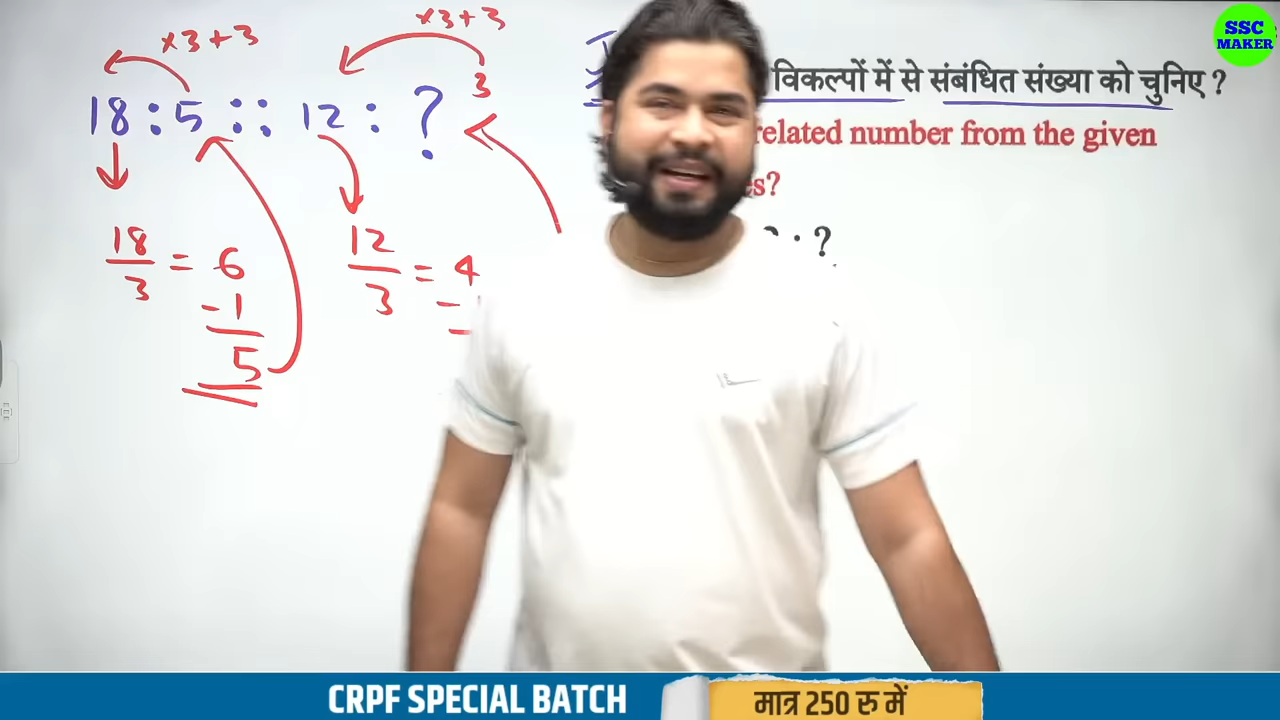 ×3+3
×3+3
3
18:5::12:?
18/3 = 6
-1
5
12/3 = 4
-
विकल्पों में से संबंधित संख्या को चुनिए ?
related number from the given
?
: ?
SSC
MAKER
CRPF SPECIAL BATCH
मात्र 250 रु में